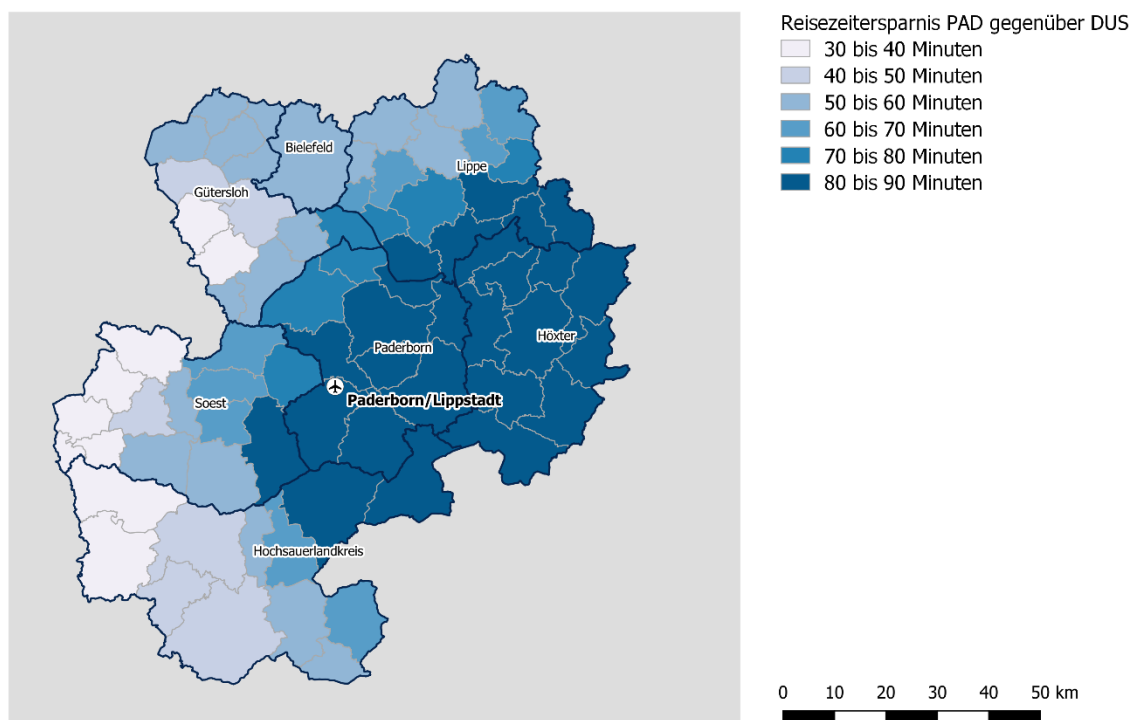 Reisezeitersparnis PAD gegenüber DUS
30 bis 40 Minuten
40 bis 50 Minuten
50 bis 60 Minuten
60 bis 70 Minuten
70 bis 80 Minuten
80 bis 90 Minuten
Bielefeld
Lippe
Gütersloh
Höxter
Paderborn
Paderborn/Lippstadt
Soest
Hochsauerlandkreis
0 10 20 30 40 50 km